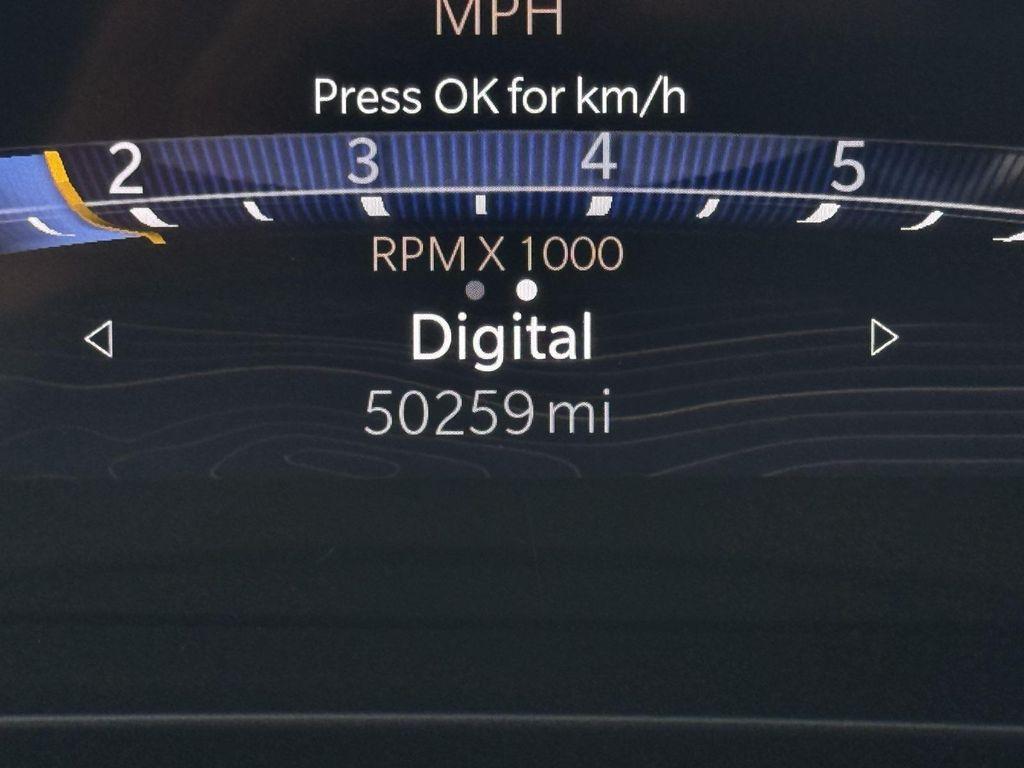 MPH
Press OK for km/h
2 3 4 5
RPM X 1000
Digital
50259 mi